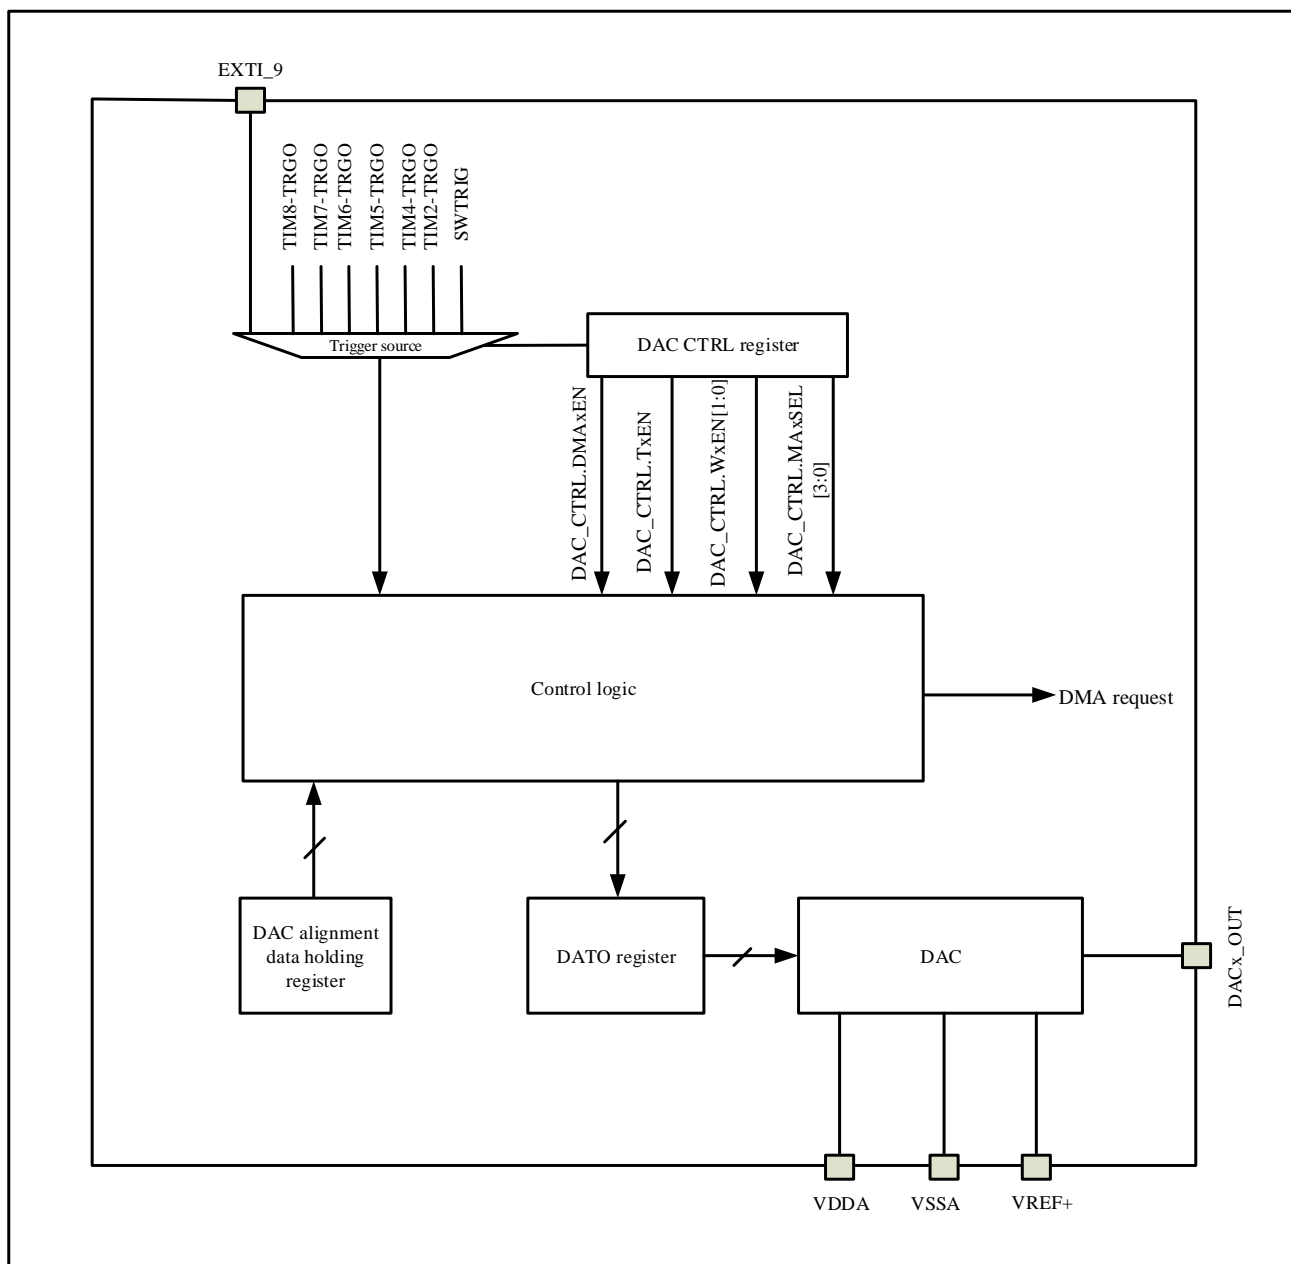 EXTI_9
TIM8-TRGO
TIM7-TRGO
TIM6-TRGO
TIM5-TRGO
TIM4-TRGO
TIM2-TRGO
SWTRIG
Trigger source
DAC CTRL register
DAC_CTRL.DMAxEN
DAC_CTRL.TxEN
DAC_CTRL.WxEN[1:0]
DAC_CTRL.MAxSEL
[3:0]
Control logic
DMA request
DAC alignment
data holding
register
DATO register
DAC
DACx_OUT
VDDA
VSSA
VREF+